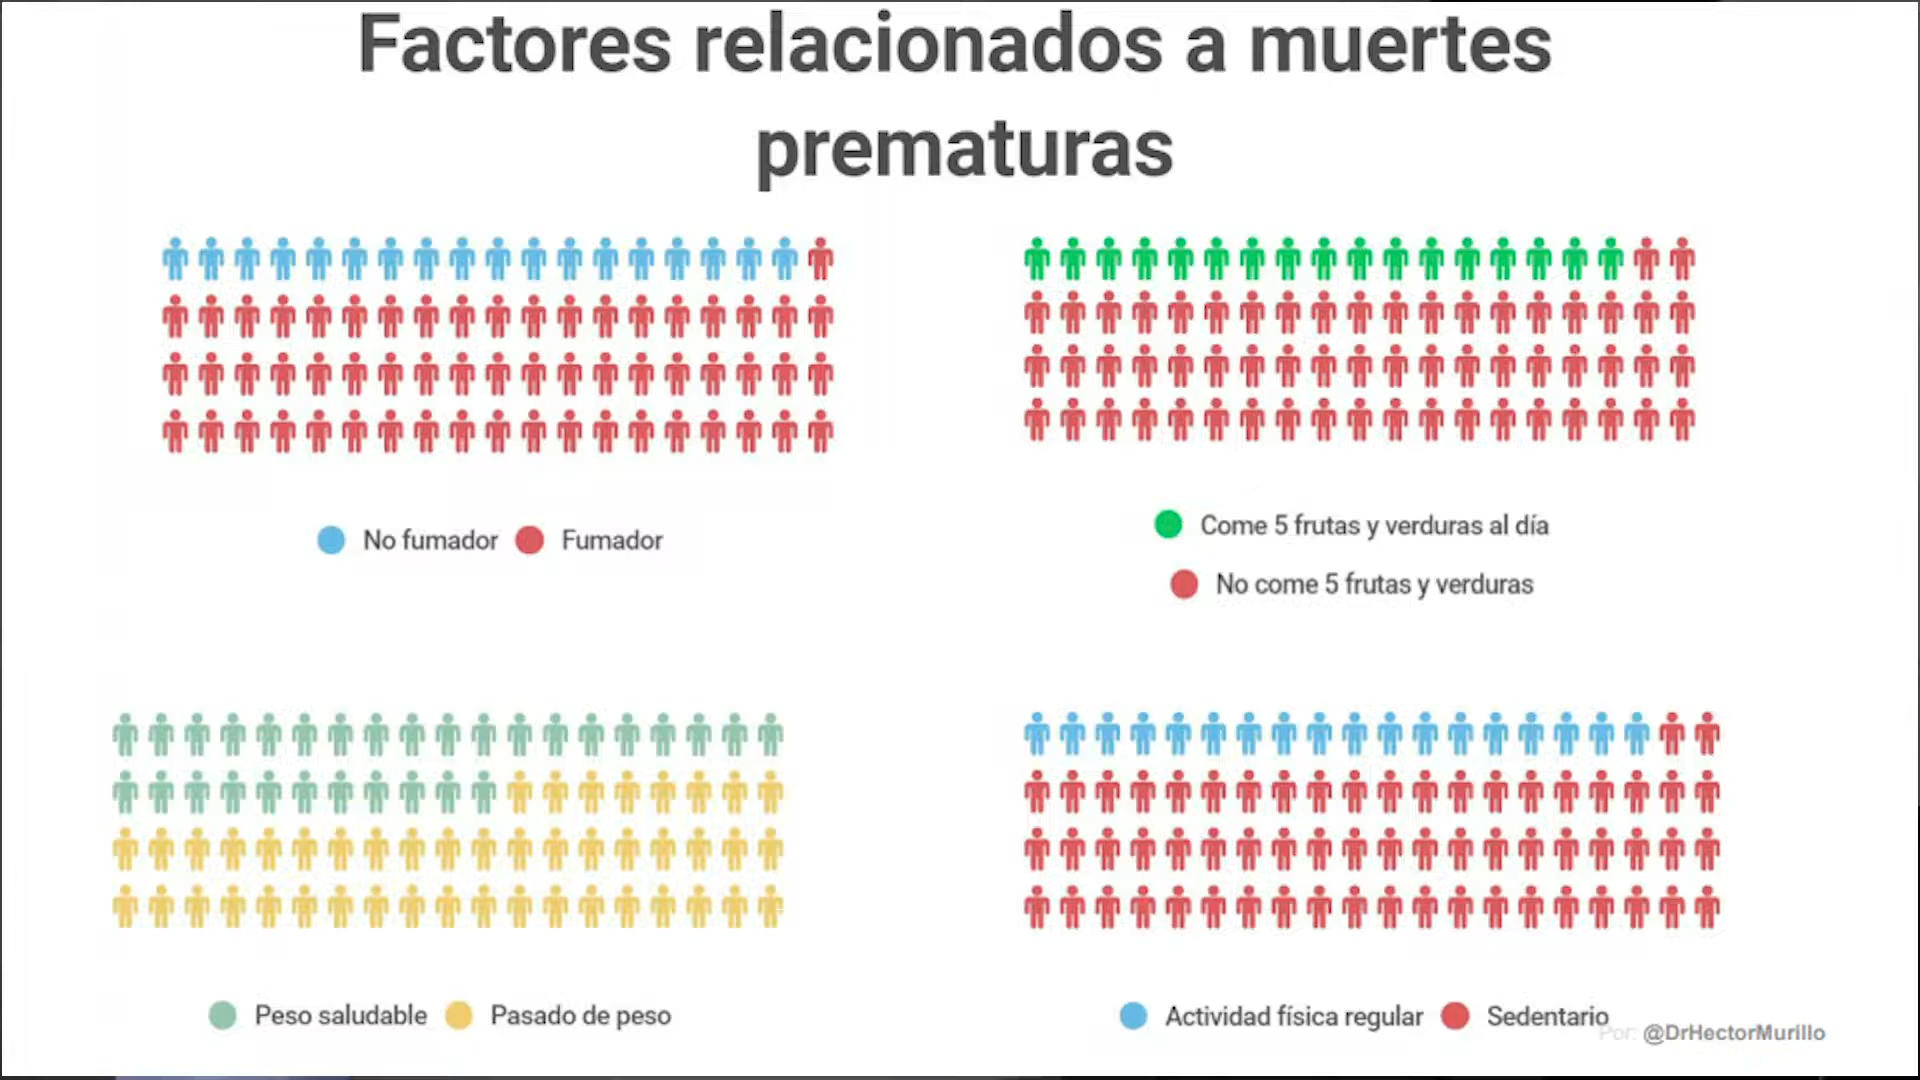 Factores relacionados a muertes
prematuras
No fumador
Fumador
Come 5 frutas y verduras al día
No come 5 frutas y verduras
Peso saludable
Pasado de peso
Actividad física regular
Sedentario
Por: @DrHectorMurillo